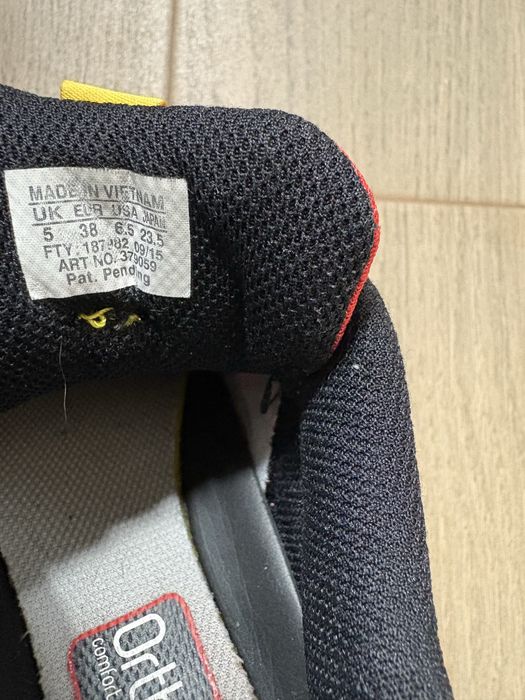 MADE IN VIETNAM
UK EUR USA JAPAN
5 38 6.5 23.5
FTY: 187982 09/15
ART NO.:379059
Pat. Pending
Orth
comfort